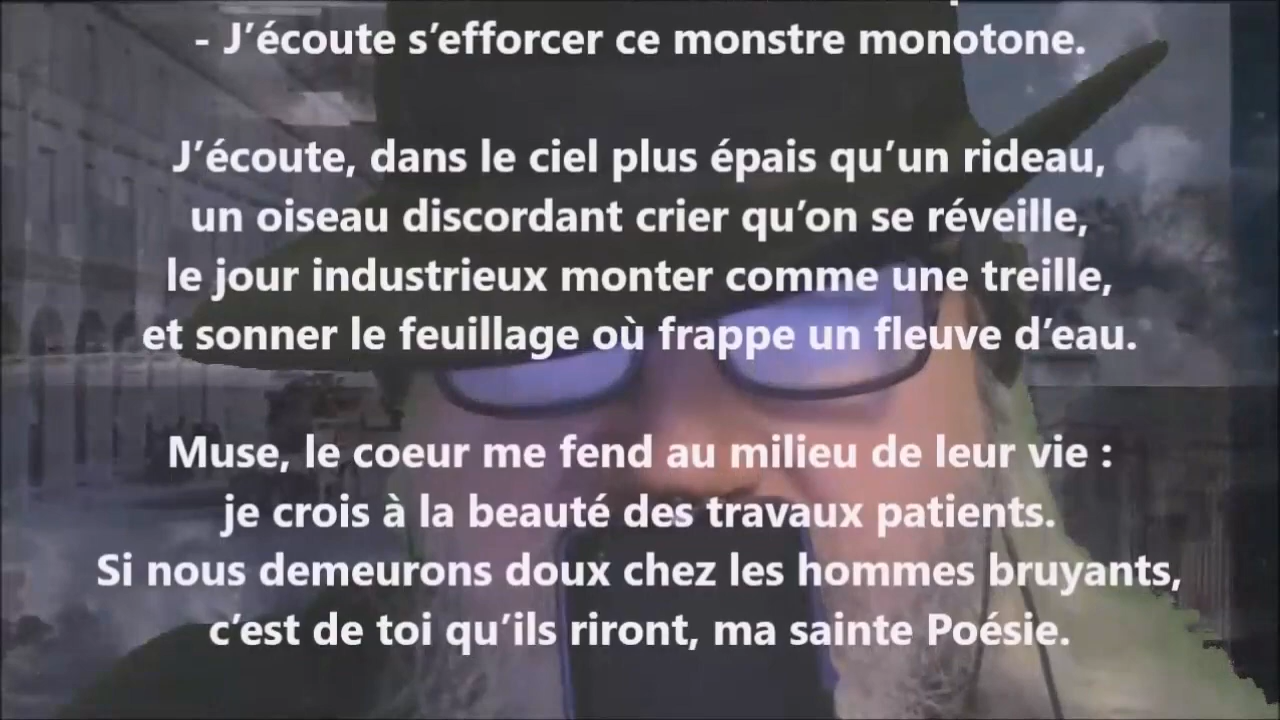 - J’écoute s’efforcer ce monstre monotone.
J’écoute, dans le ciel plus épais qu’un rideau,
un oiseau discordant crier qu’on se réveille,
le jour industrieux monter comme une treille,
et sonner le feuillage où frappe un fleuve d’eau.
Muse, le coeur me fend au milieu de leur vie :
je crois à la beauté des travaux patients.
Si nous demeurons doux chez les hommes bruyants,
c’est de toi qu’ils riront, ma sainte Poésie.